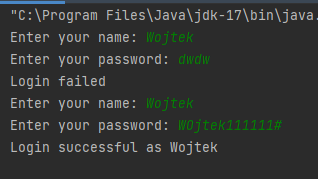 "C:\Program Files\Java\jdk-17\bin\java.
Enter your name: Wojtek
Enter your password: dwdw
Login failed
Enter your name: Wojtek
Enter your password: WOjtek111111#
Login successful as Wojtek